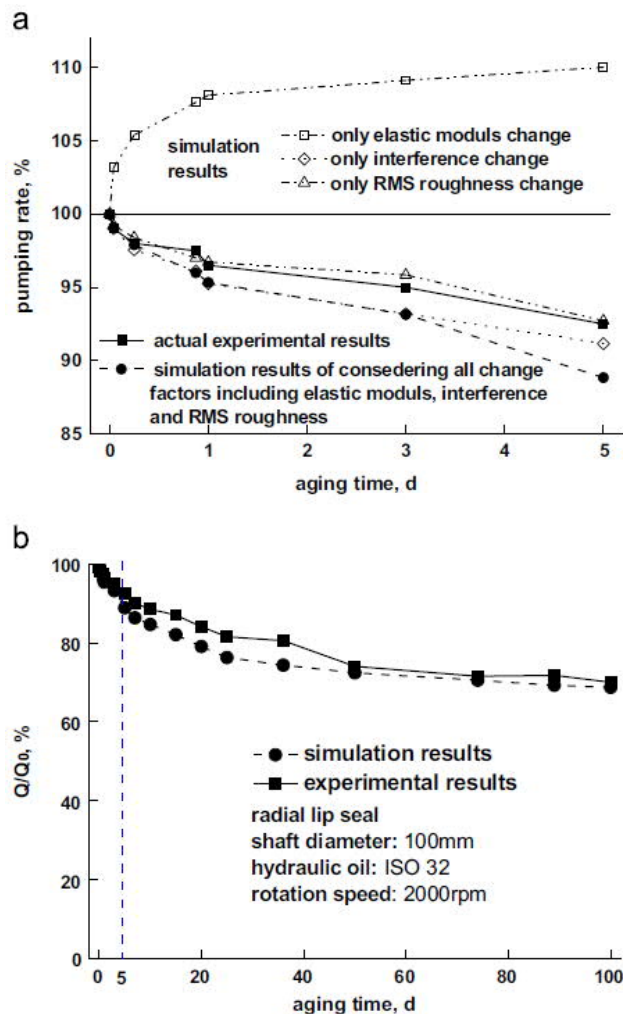 a
110
105
100
95
90
85
pumping rate, %
simulation
results
only elastic moduls change
only interference change
only RMS roughness change
actual experimental results
simulation results of consedering all change
factors including elastic moduls, interference
and RMS roughness
0 1 2 3 4 5
aging time, d
b
100
80
60
40
20
0
Q/Q₀, %
simulation results
experimental results
radial lip seal
shaft diameter: 100mm
hydraulic oil: ISO 32
rotation speed: 2000rpm
0 5 20 40 60 80 100
aging time, d